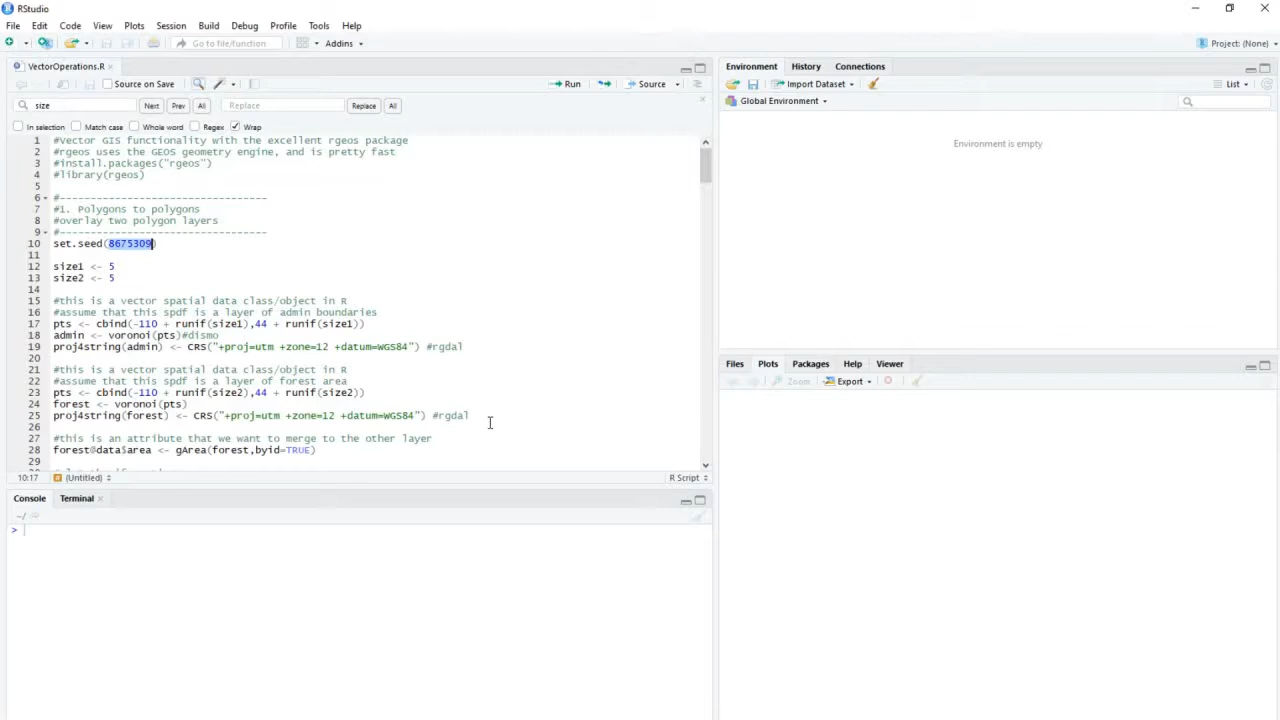 RStudio
File Edit Code View Plots Session Build Debug Profile Tools Help
Go to file/function Addins Project: (None)
VectorOperations.R
Source on Save Run Source
size Next Prev All Replace Replace All
In selection Match case Whole word Regex Wrap
1 #Vector GIS functionality with the excellent rgeos package
2 #rgeos uses the GEOS geometry engine, and is pretty fast
3 #install.packages("rgeos")
4 #library(rgeos)
5
6 #---------------------------------
7 #1. Polygons to polygons
8 #overlay two polygon layers
9 #---------------------------------
10 set.seed(8675309)
11
12 size1 <- 5
13 size2 <- 5
14
15 #this is a vector spatial data class/object in R
16 #assume that this spdf is a layer of admin boundaries
17 pts <- cbind(-110 + runif(size1),44 + runif(size1))
18 admin <- voronoi(pts)#dismo
19 proj4string(admin) <- CRS("+proj=utm +zone=12 +datum=WGS84") #rgdal
20
21 #this is a vector spatial data class/object in R
22 #assume that this spdf is a layer of forest area
23 pts <- cbind(-110 + runif(size2),44 + runif(size2))
24 forest <- voronoi(pts)
25 proj4string(forest) <- CRS("+proj=utm +zone=12 +datum=WGS84") #rgdal
26
27 #this is an attribute that we want to merge to the other layer
28 forest@data$area <- gArea(forest,byid=TRUE)
29
10:17 (Untitled) R Script
Console Terminal
~/
>
Environment History Connections
Import Dataset List
Global Environment
Environment is empty
Files Plots Packages Help Viewer
Zoom Export